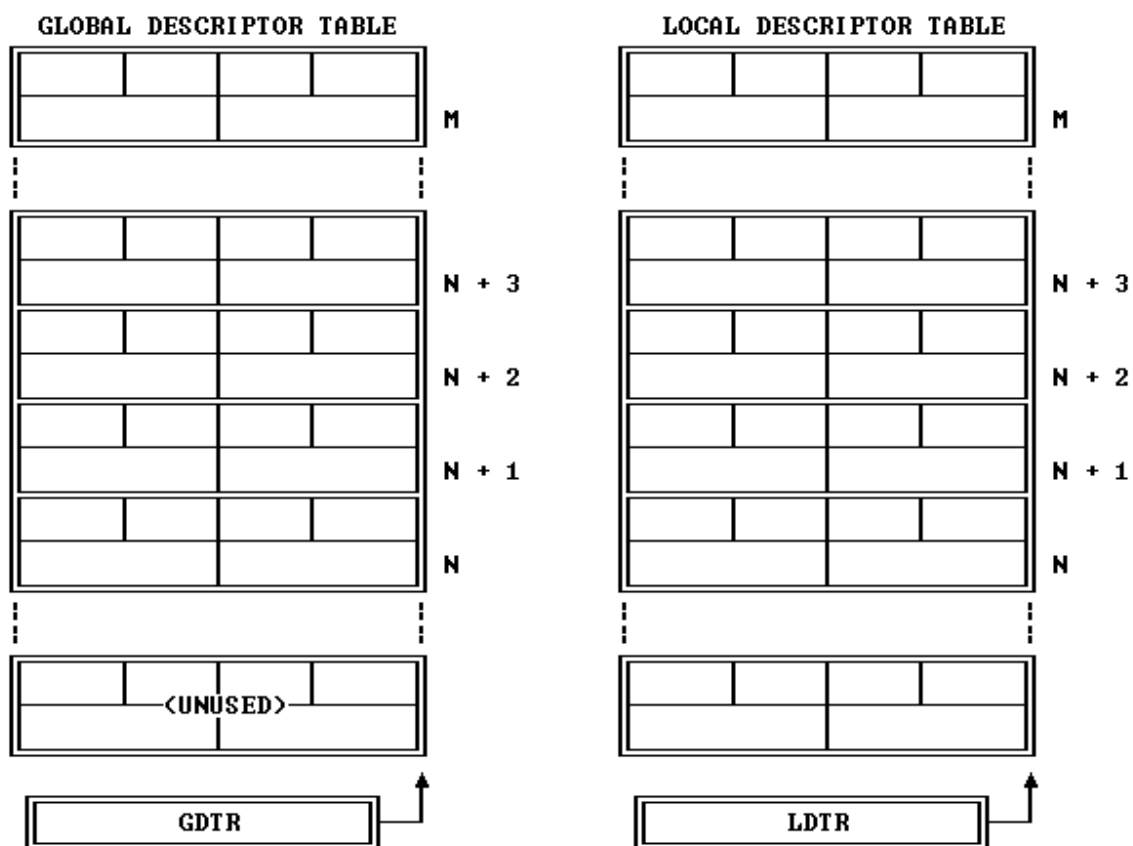 GLOBAL DESCRIPTOR TABLE
LOCAL DESCRIPTOR TABLE
M
M
N + 3
N + 3
N + 2
N + 2
N + 1
N + 1
N
N
<UNUSED>
GDTR
LDTR